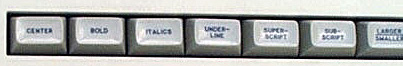 CENTER
BOLD
ITALICS
UNDER-
LINE
SUPER-
SCRIPT
SUB-
SCRIPT
LARGER
SMALLER